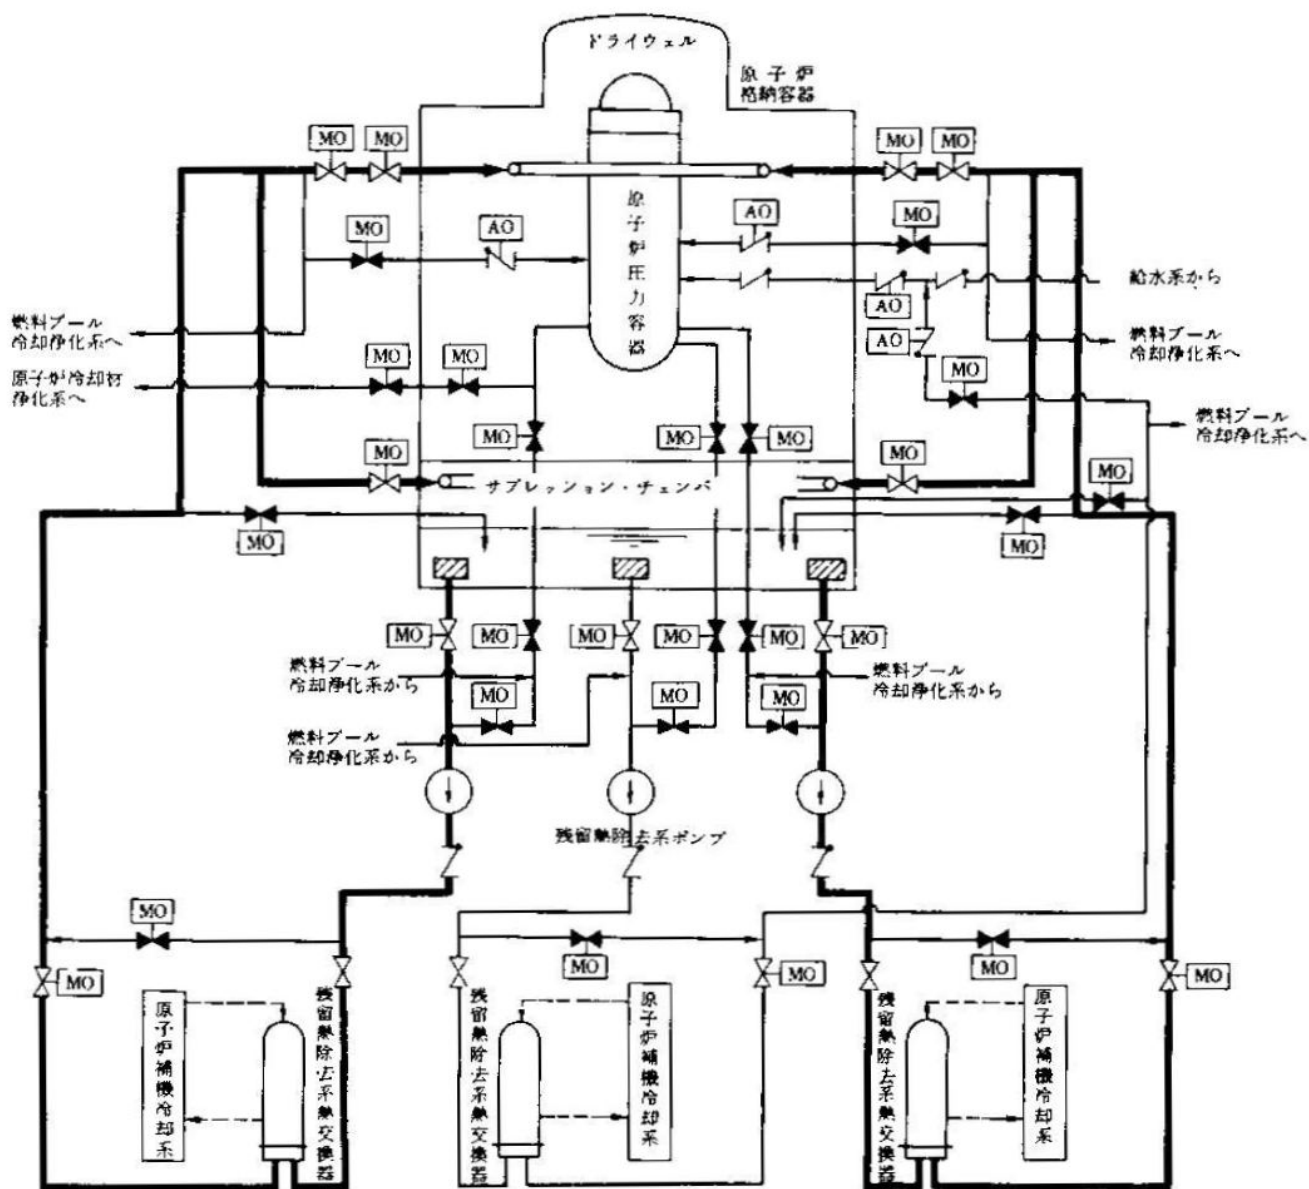 ドライウェル
原子炉
格納容器
MO
MO
MO
MO
原子炉圧力容器
MO
AO
AO
MO
給水系から
AO
燃料プール
冷却浄化系へ
AO
燃料プール
冷却浄化系へ
MO
MO
MO
原子炉冷却材
浄化系へ
燃料プール
冷却浄化系へ
MO
MO
MO
MO
MO
MO
サプレッション・チェンバ
MO
MO
MO
MO
MO
MO
MO
MO
燃料プール
冷却浄化系から
燃料プール
冷却浄化系から
MO
MO
MO
燃料プール
冷却浄化系から
残留熱除去系ポンプ
MO
MO
MO
MO
MO
MO
原子炉補機冷却系
残留熱除去系熱交換器
残留熱除去系熱交換器
原子炉補機冷却系
残留熱除去系熱交換器
原子炉補機冷却系